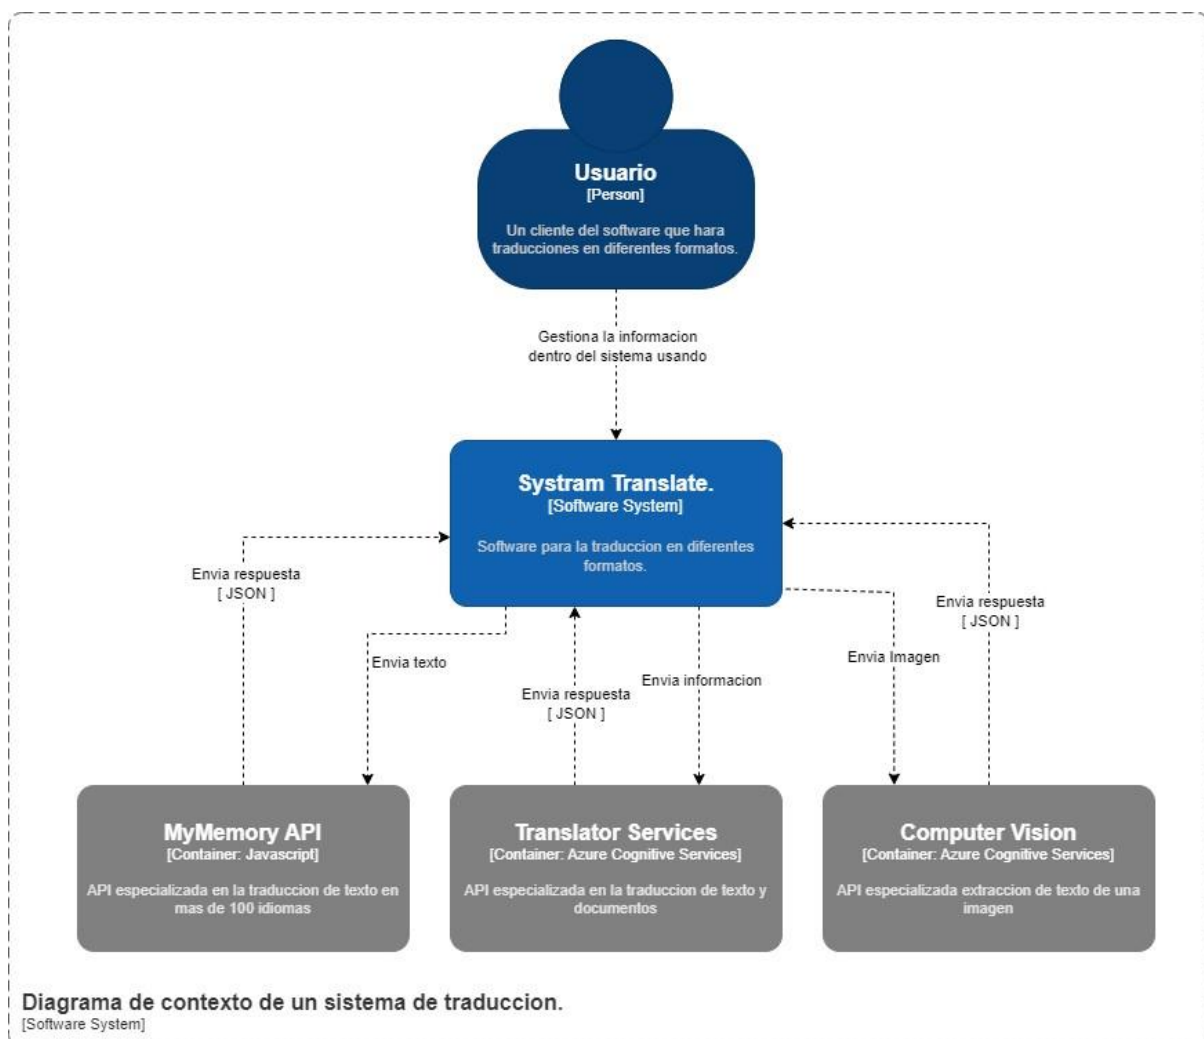 Usuario
[Person]
Un cliente del software que hara
traducciones en diferentes formatos.
Gestiona la informacion
dentro del sistema usando
Systram Translate.
[Software System]
Software para la traduccion en diferentes
formatos.
Envia respuesta
[ JSON ]
Envia texto
Envia respuesta
[ JSON ]
Envia informacion
Envia Imagen
Envia respuesta
[ JSON ]
MyMemory API
[Container: Javascript]
API especializada en la traduccion de texto en
mas de 100 idiomas
Translator Services
[Container: Azure Cognitive Services]
API especializada en la traduccion de texto y
documentos
Computer Vision
[Container: Azure Cognitive Services]
API especializada extraccion de texto de una
imagen
Diagrama de contexto de un sistema de traduccion.
[Software System]